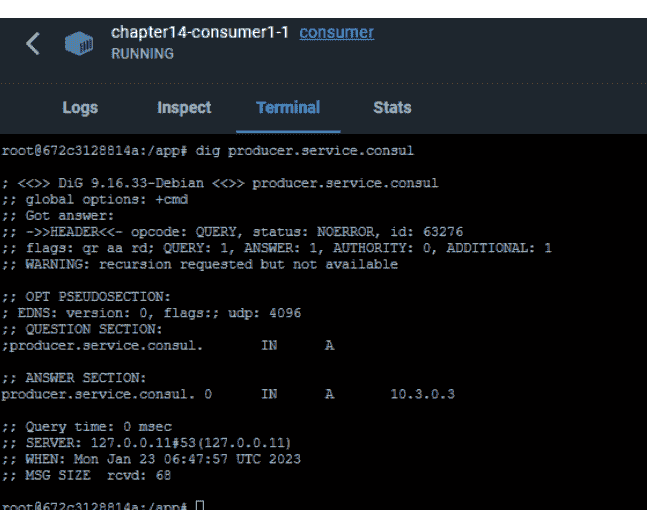 chapter14-consumer1-1 consumer
RUNNING
Logs Inspect Terminal Stats
root@672c3128814a:/app# dig producer.service.consul
; <<>> DiG 9.16.33-Debian <<>> producer.service.consul
;; global options: +cmd
;; Got answer:
;; ->>HEADER<<- opcode: QUERY, status: NOERROR, id: 63276
;; flags: qr aa rd; QUERY: 1, ANSWER: 1, AUTHORITY: 0, ADDITIONAL: 1
;; WARNING: recursion requested but not available
;; OPT PSEUDOSECTION:
; EDNS: version: 0, flags:; udp: 4096
;; QUESTION SECTION:
;producer.service.consul. IN A
;; ANSWER SECTION:
producer.service.consul. 0 IN A 10.3.0.3
;; Query time: 0 msec
;; SERVER: 127.0.0.11#53(127.0.0.11)
;; WHEN: Mon Jan 23 06:47:57 UTC 2023
;; MSG SIZE rcvd: 68
root@672c3128814a:/app#